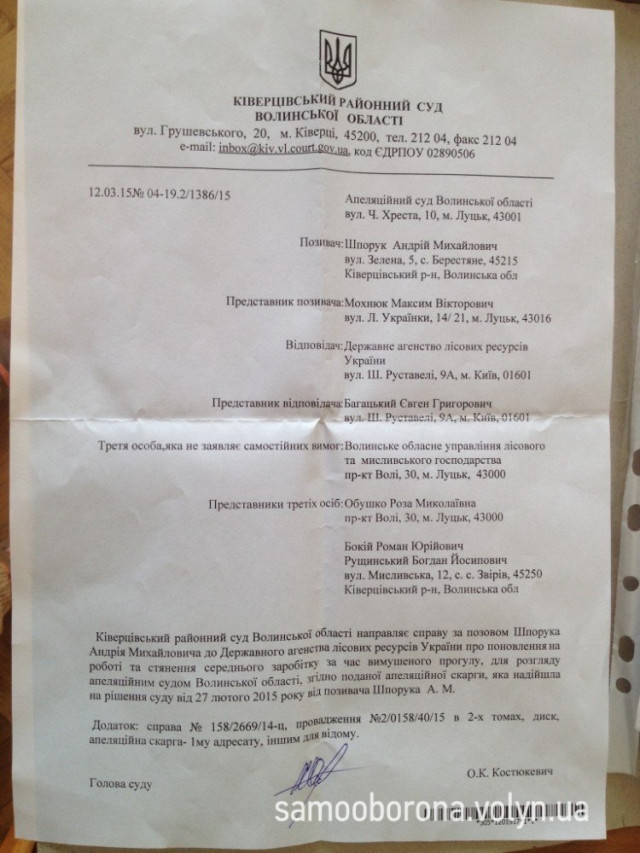 КІВЕРЦІВСЬКИЙ РАЙОННИЙ СУД
ВОЛИНСЬКОЇ ОБЛАСТІ
вул. Грушевського, 20, м. Ківерці, 45200, тел. 212 04, факс 212 04
e-mail: inbox@kiv.vl.court.gov.ua, код ЄДРПОУ 02890506
12.03.15№ 04-19.2/1386/15
Апеляційний суд Волинської області
вул. Ч. Хреста, 10, м. Луцьк, 43001
Позивач: Шпорук Андрій Михайлович
вул. Зелена, 5, с. Берестяне, 45215
Ківерцівський р-н, Волинська обл
Представник позивача: Мохнюк Максим Вікторович
вул. Л. Українки, 14/ 21, м. Луцьк, 43016
Відповідач: Державне агенство лісових ресурсів
України
вул. Ш. Руставелі, 9А, м. Київ, 01601
Представник відповідача: Багацький Євген Григорович
вул. Ш. Руставелі, 9А, м. Київ, 01601
Третя особа,яка не заявляє самостійних вимог: Волинське обласне управління лісового
та мисливського господарства
пр-кт Волі, 30, м. Луцьк, 43000
Представники третіх осіб: Обушко Роза Миколаївна
пр-кт Волі, 30, м. Луцьк, 43000
Бокій Роман Юрійович
Рущинський Богдан Йосипович
вул. Мисливська, 12, с. с. Звірів, 45250
Ківерцівський р-н, Волинська обл
Ківерцівський районний суд Волинської області направляє справу за позовом Шпорука
Андрія Михайловича до Державного агенства лісових ресурсів України про поновлення на
роботі та стянення середнього заробітку за час вимушеного прогулу, для розгляду
апеляційним судом Волинської області, згідно поданої апеляційної скарги, яка надійшла
на рішення суду від 27 лютого 2015 року від позивача Шпорука А. М.
Додаток: справа № 158/2669/14-ц, провадження №2/0158/40/15 в 2-х томах, диск,
апеляційна скарга- 1му адресату, іншим для відому.
Голова суду
О.К. Костюкевич
samooborona.volyn.ua